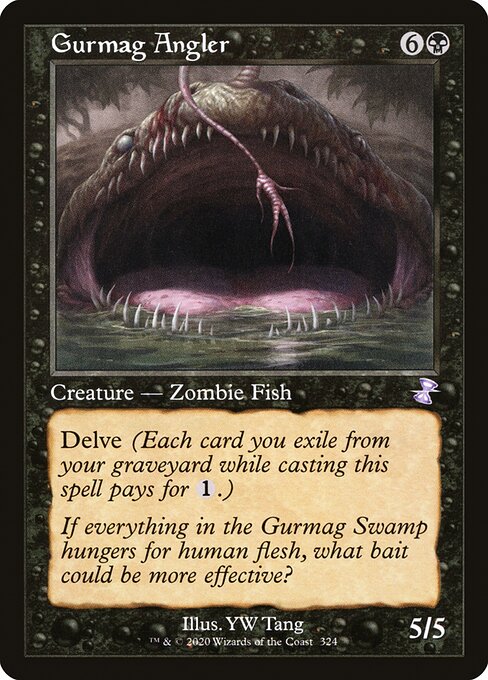 Gurmag Angler 6
Creature — Zombie Fish
Delve (Each card you exile from
your graveyard while casting this
spell pays for 1.)
If everything in the Gurmag Swamp
hungers for human flesh, what bait
could be more effective?
Illus. YW Tang
™ & © 2020 Wizards of the Coast 324
5/5